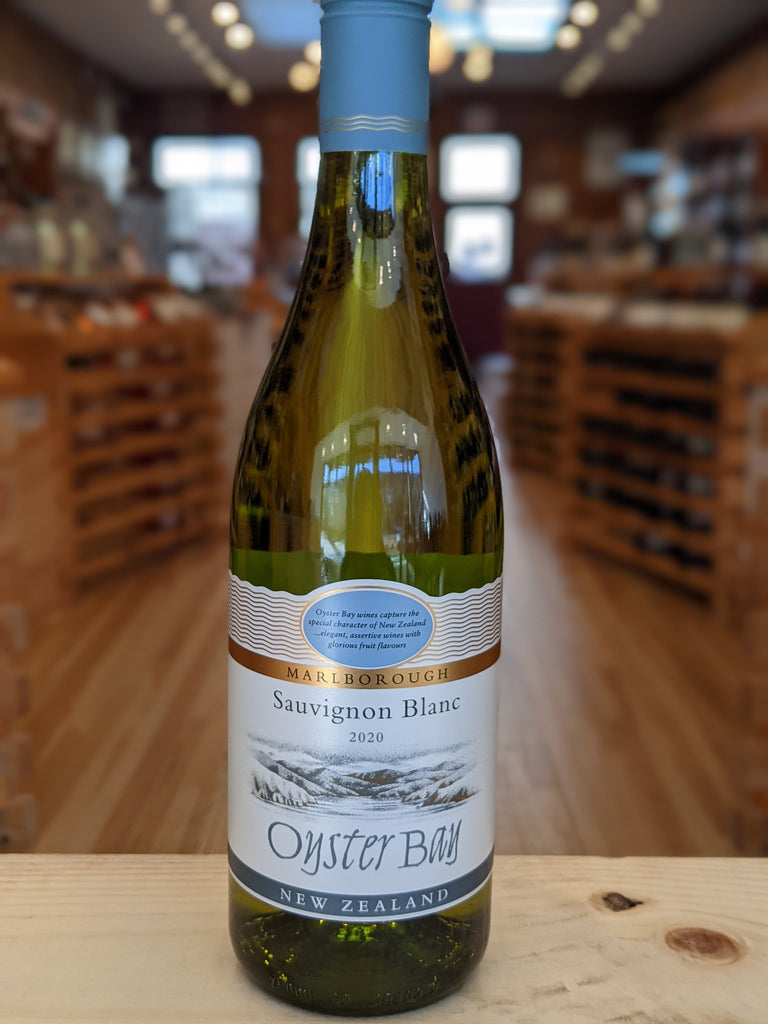 Oyster Bay wines capture the
special character of New Zealand
...elegant, assertive wines with
glorious fruit flavours
MARLBOROUGH
Sauvignon Blanc
2020
Oyster Bay
NEW ZEALAND